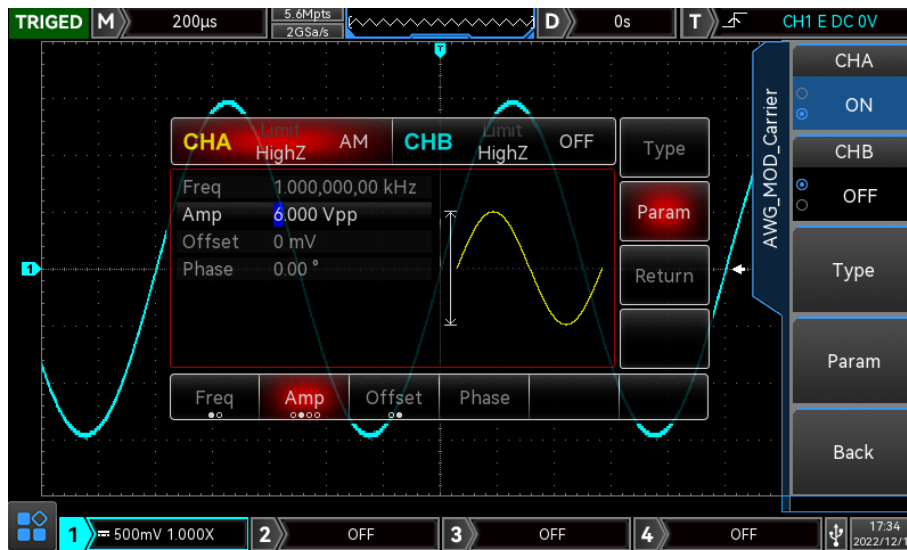 TRIGED M 200µs 5.6Mpts D 0s T CH1 E DC 0V
2GSa/s
T
CHA
ON
CHB
OFF
Type
Param
Back
AWG_MOD_Carrier
CHA Limit HighZ AM CHB Limit HighZ OFF
Type
Param
Return
Freq 1.000,000,00 kHz
Amp 6.000 Vpp
Offset 0 mV
Phase 0.00 °
1
Freq Amp Offset Phase
1 500mV 1.000X 2 OFF 3 OFF 4 OFF 17:34